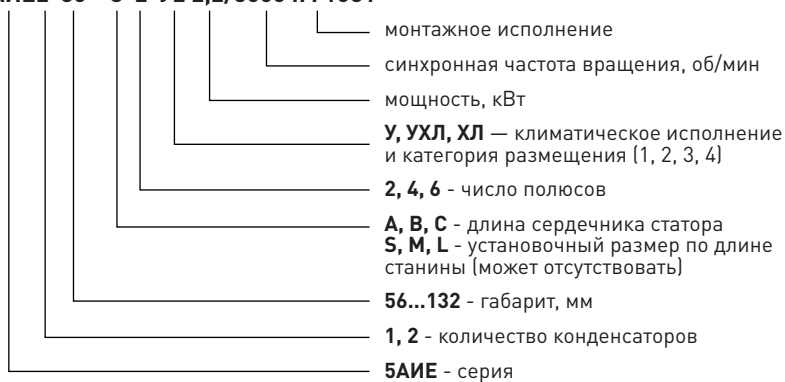 монтажное исполнение
синхронная частота вращения, об/мин
мощность, кВт
У, УХЛ, ХЛ — климатическое исполнение
и категория размещения (1, 2, 3, 4)
2, 4, 6 - число полюсов
A, B, C - длина сердечника статора
S, M, L - установочный размер по длине
станины (может отсутствовать)
56...132 - габарит, мм
1, 2 - количество конденсаторов
5АИЕ - серия